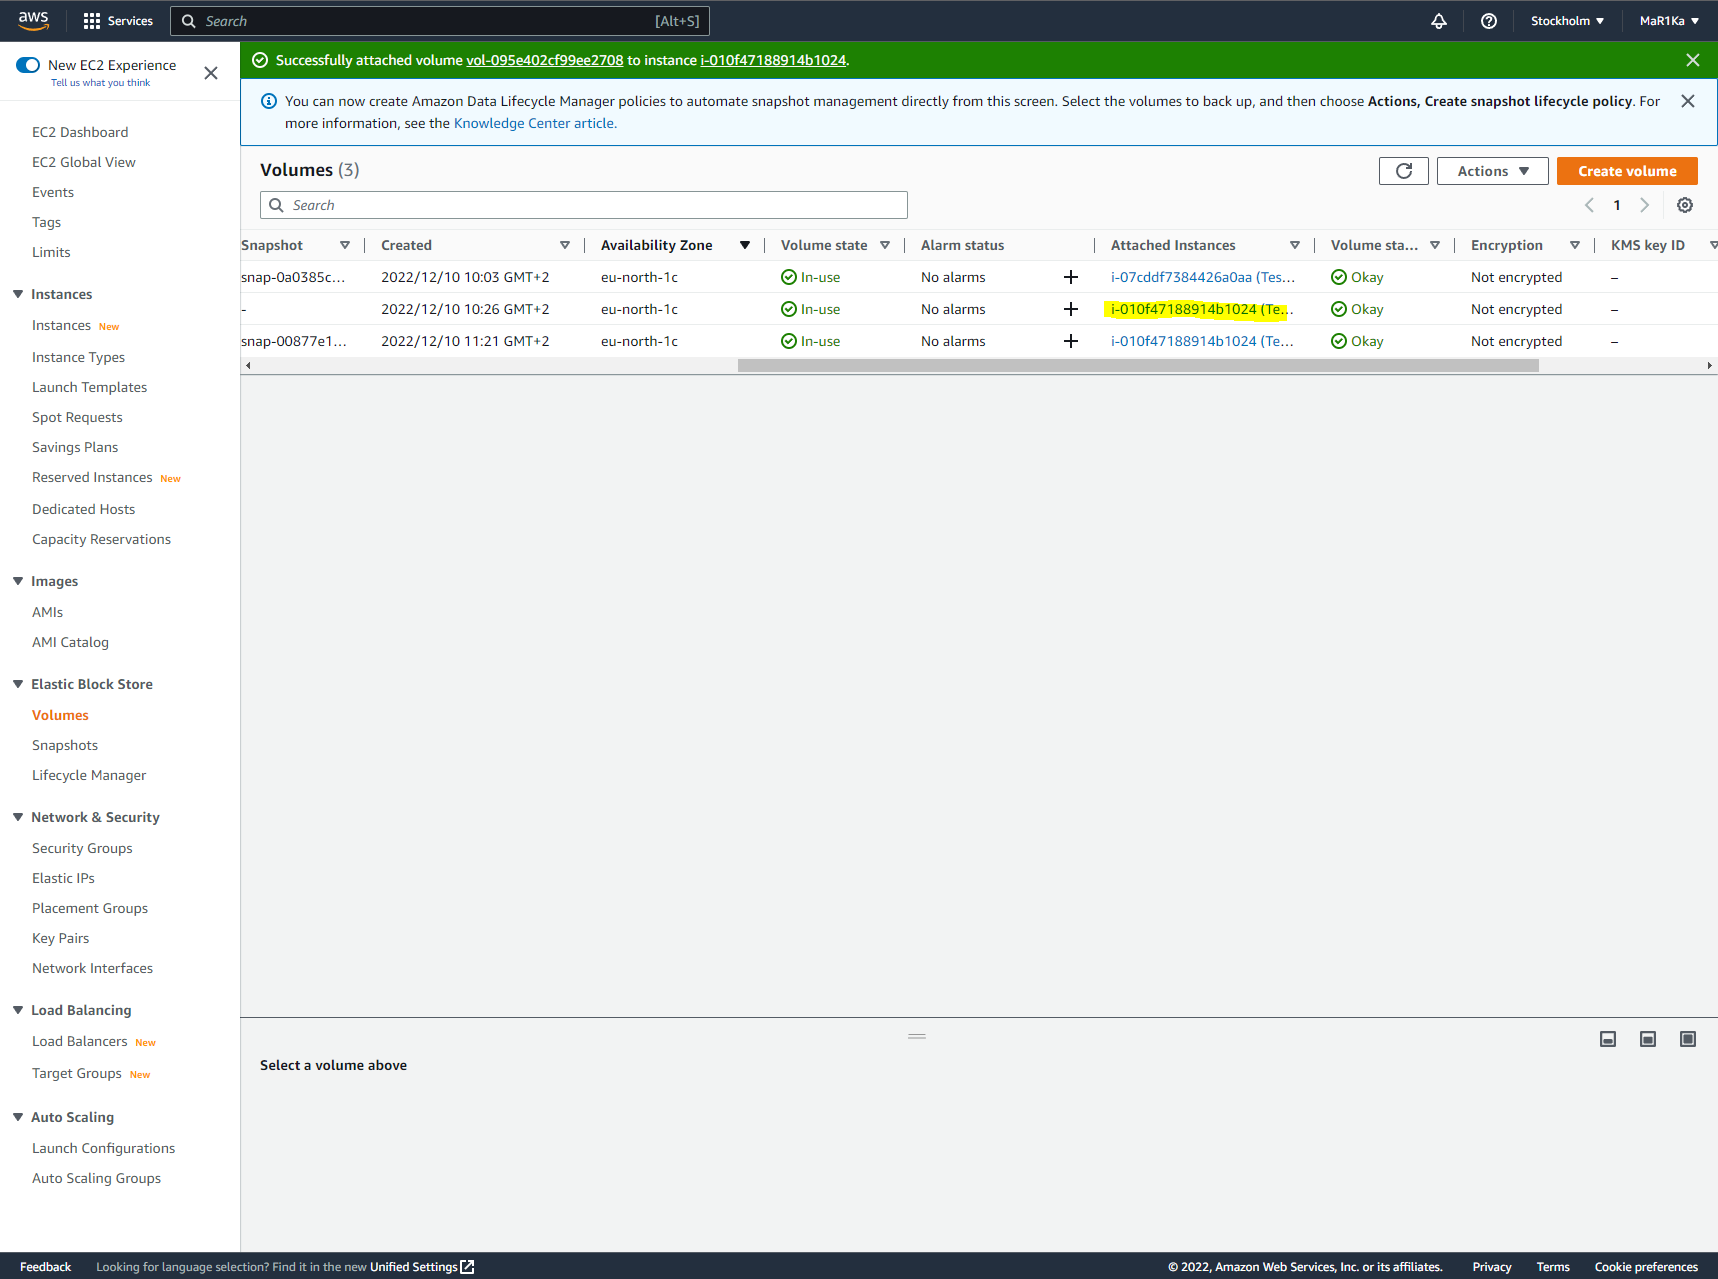 aws Services Search [Alt+S] Stockholm MaR1Ka
New EC2 Experience
Tell us what you think
EC2 Dashboard
EC2 Global View
Events
Tags
Limits
Instances
Instances New
Instance Types
Launch Templates
Spot Requests
Savings Plans
Reserved Instances New
Dedicated Hosts
Capacity Reservations
Images
AMIs
AMI Catalog
Elastic Block Store
Volumes
Snapshots
Lifecycle Manager
Network & Security
Security Groups
Elastic IPs
Placement Groups
Key Pairs
Network Interfaces
Load Balancing
Load Balancers New
Target Groups New
Auto Scaling
Launch Configurations
Auto Scaling Groups
Successfully attached volume vol-095e402cf99ee2708 to instance i-010f47188914b1024.
You can now create Amazon Data Lifecycle Manager policies to automate snapshot management directly from this screen. Select the volumes to back up, and then choose Actions, Create snapshot lifecycle policy. For
more information, see the Knowledge Center article.
Volumes (3) Actions Create volume
Search 1
Snapshot Created Availability Zone Volume state Alarm status Attached Instances Volume sta... Encryption KMS key ID
snap-0a0385c... 2022/12/10 10:03 GMT+2 eu-north-1c In-use No alarms + i-07cddf7384426a0aa (Tes... Okay Not encrypted –
- 2022/12/10 10:26 GMT+2 eu-north-1c In-use No alarms + i-010f47188914b1024 (Te... Okay Not encrypted –
snap-00877e1... 2022/12/10 11:21 GMT+2 eu-north-1c In-use No alarms + i-010f47188914b1024 (Te... Okay Not encrypted –
Select a volume above
Feedback Looking for language selection? Find it in the new Unified Settings © 2022, Amazon Web Services, Inc. or its affiliates. Privacy Terms Cookie preferences